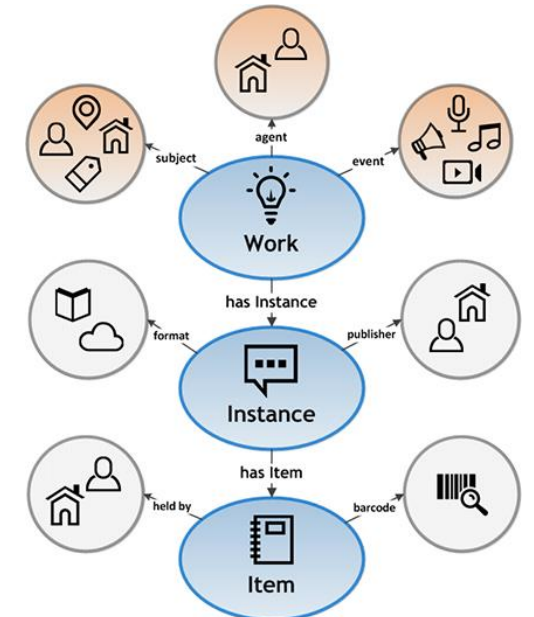 agent
subject
event
Work
has Instance
format
publisher
Instance
has Item
held by
barcode
Item